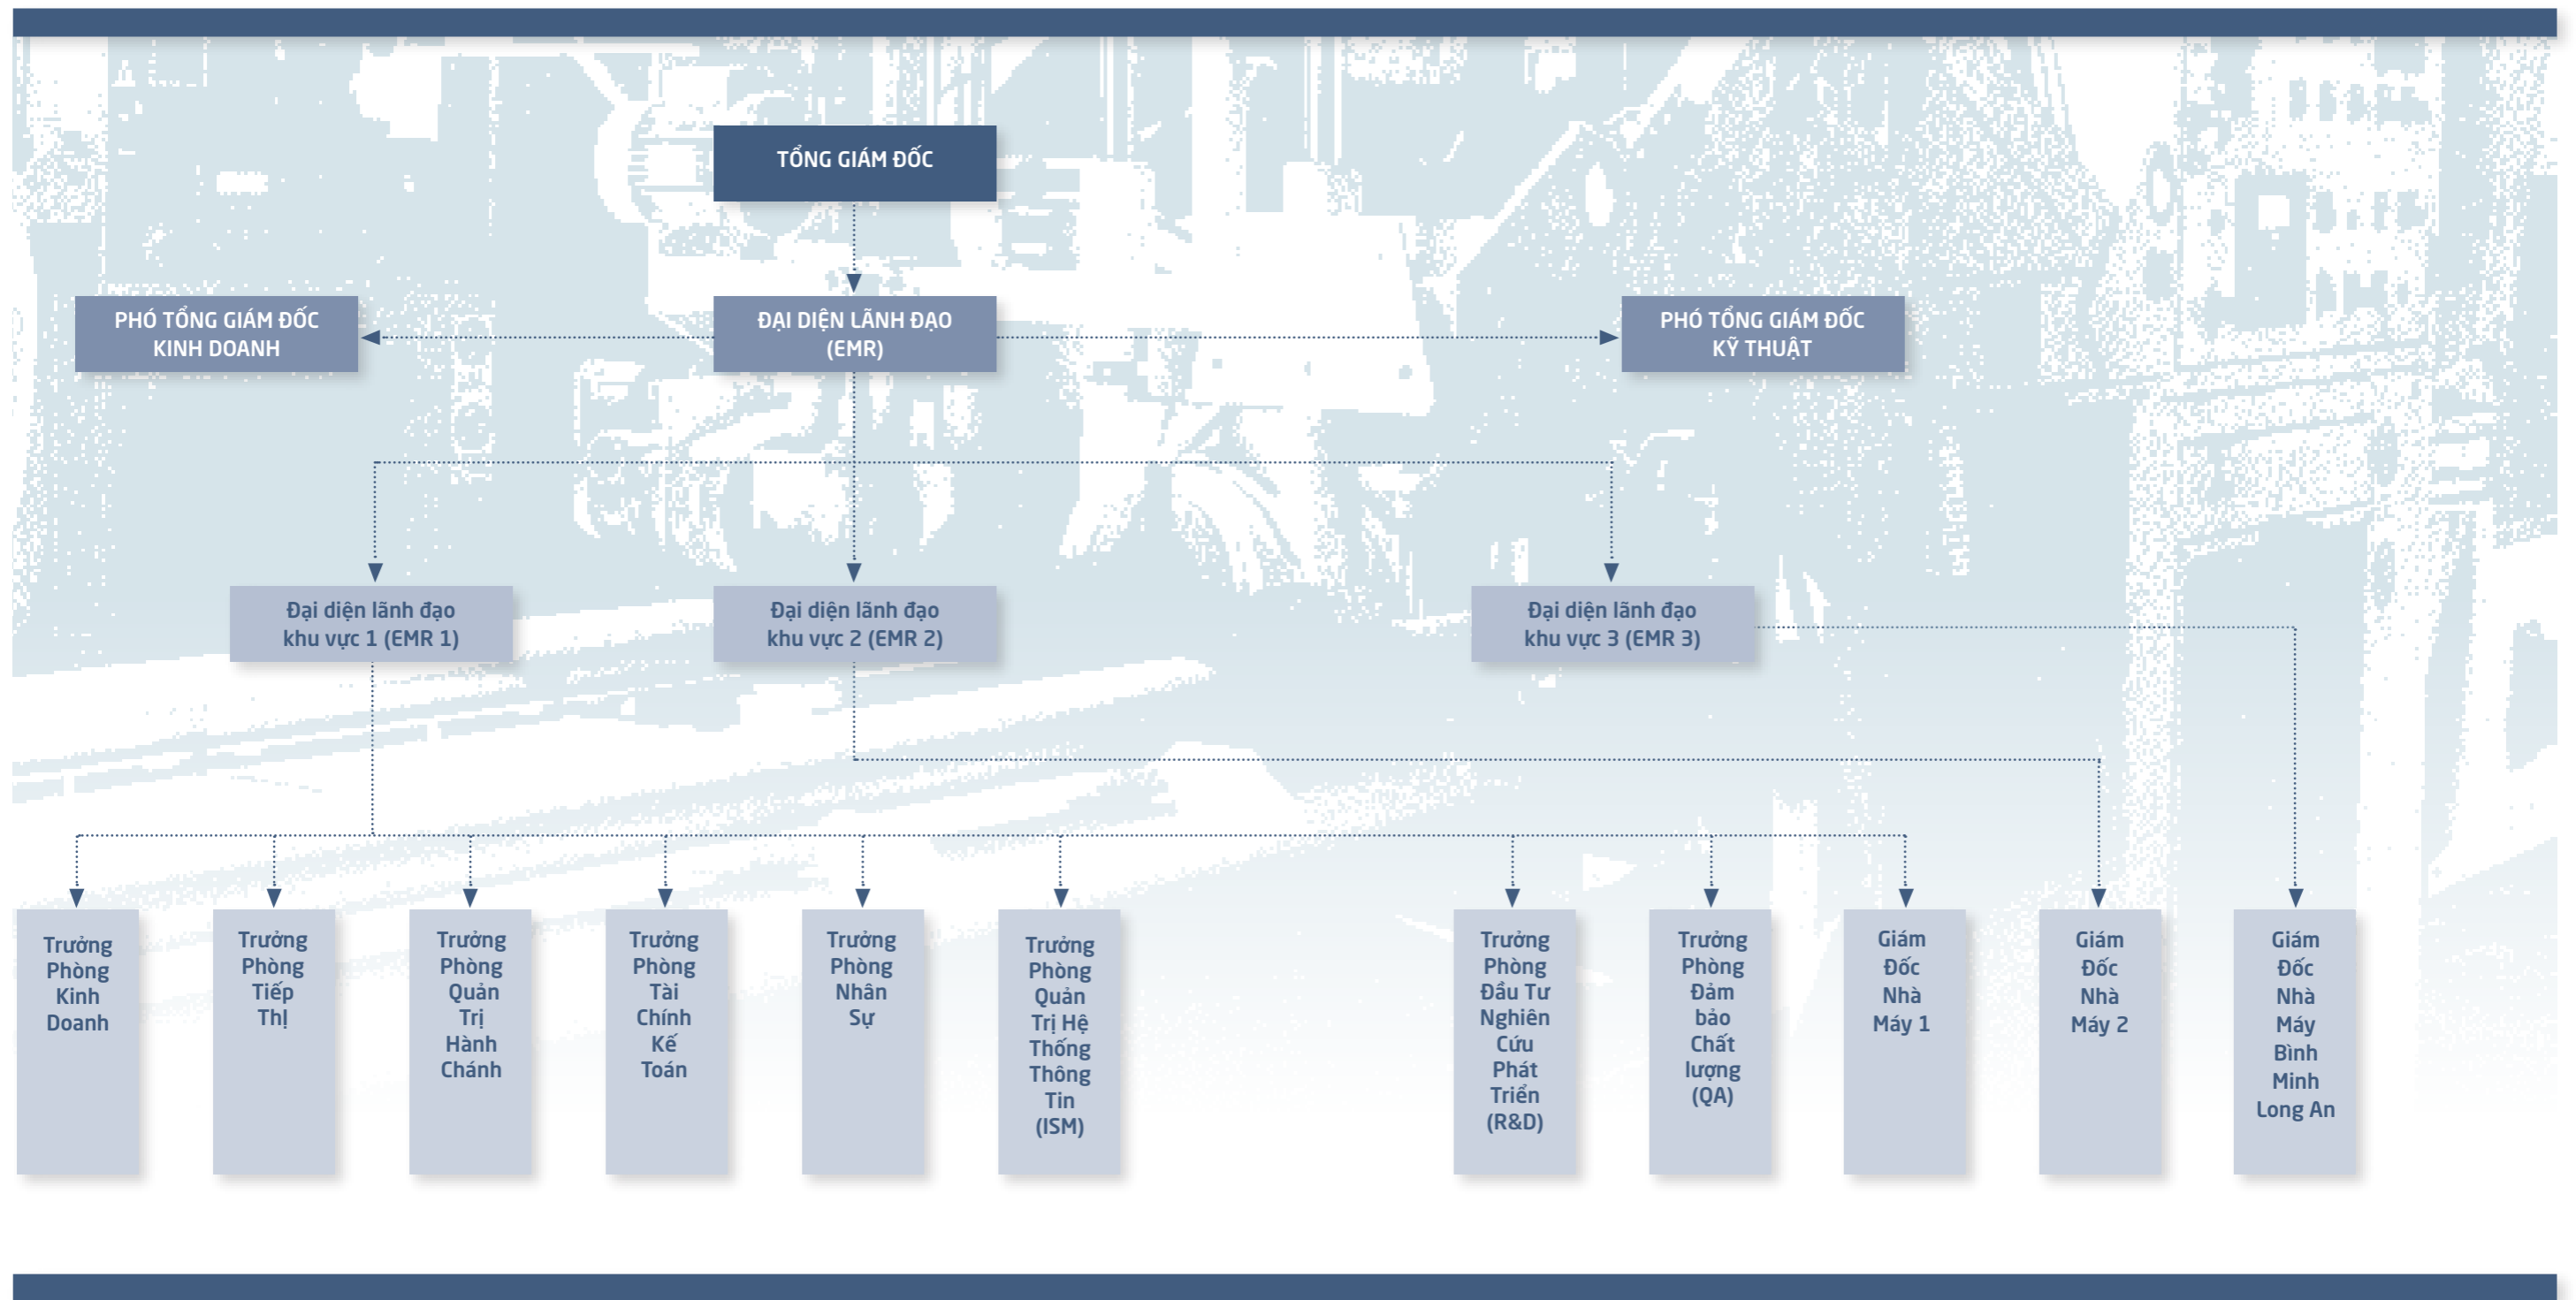 TỔNG GIÁM ĐỐC
PHÓ TỔNG GIÁM ĐỐC
KINH DOANH
ĐẠI DIỆN LÃNH ĐẠO
(EMR)
PHÓ TỔNG GIÁM ĐỐC
KỸ THUẬT
Đại diện lãnh đạo
khu vực 1 (EMR 1)
Đại diện lãnh đạo
khu vực 2 (EMR 2)
Đại diện lãnh đạo
khu vực 3 (EMR 3)
Trưởng
Phòng
Kinh
Doanh
Trưởng
Phòng
Tiếp
Thị
Trưởng
Phòng
Quản
Trị
Hành
Chánh
Trưởng
Phòng
Tài
Chính
Kế
Toán
Trưởng
Phòng
Nhân
Sự
Trưởng
Phòng
Quản
Trị Hệ
Thống
Thông
Tin
(ISM)
Trưởng
Phòng
Đầu Tư
Nghiên
Cứu
Phát
Triển
(R&D)
Trưởng
Phòng
Đảm
bảo
Chất
lượng
(QA)
Giám
Đốc
Nhà
Máy 1
Giám
Đốc
Nhà
Máy 2
Giám
Đốc
Nhà
Máy
Bình
Minh
Long An